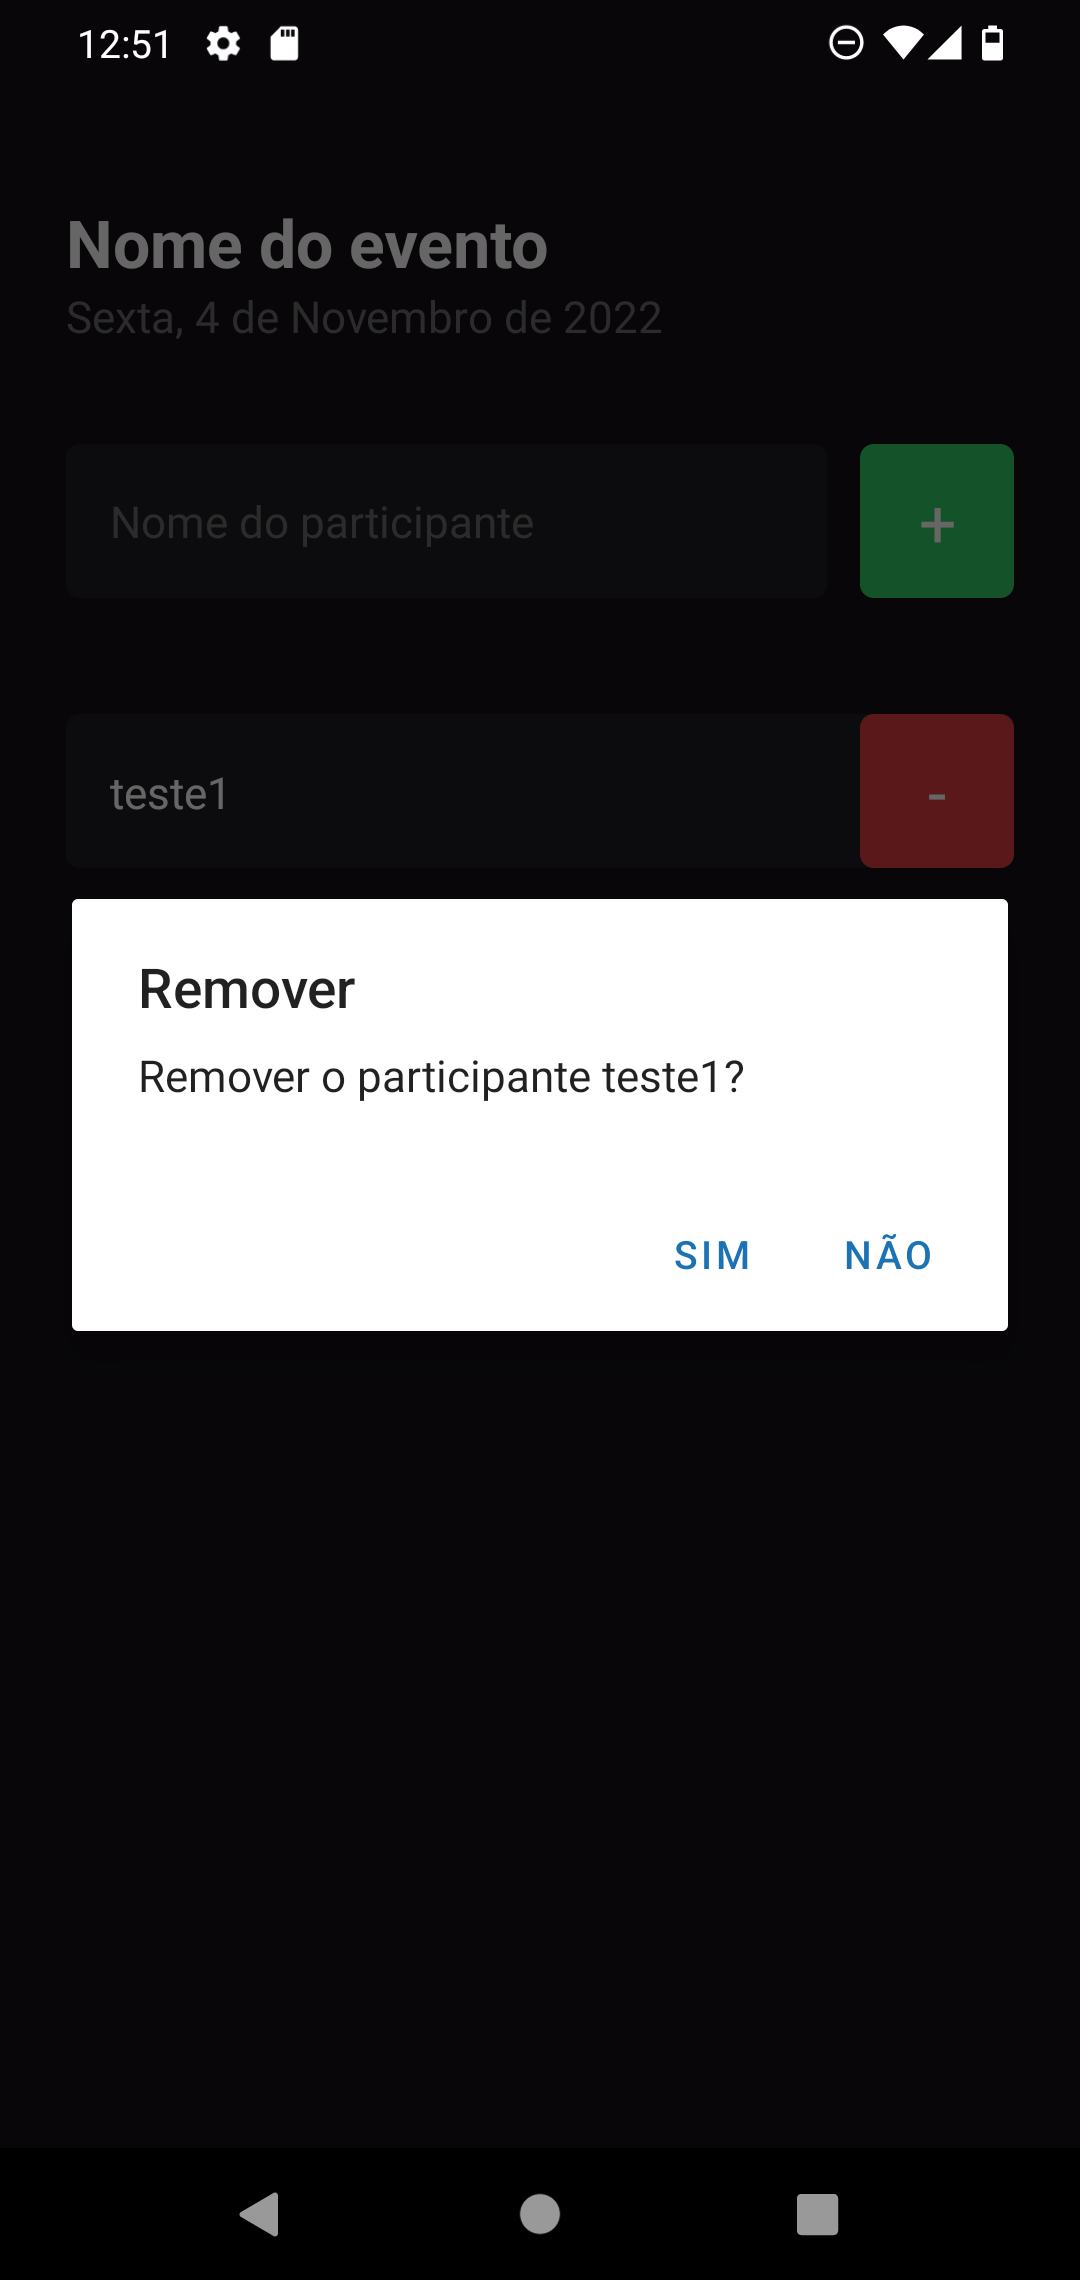 12:51
Nome do evento
Sexta, 4 de Novembro de 2022
Nome do participante
+
teste1
-
Remover
Remover o participante teste1?
SIM NÃO